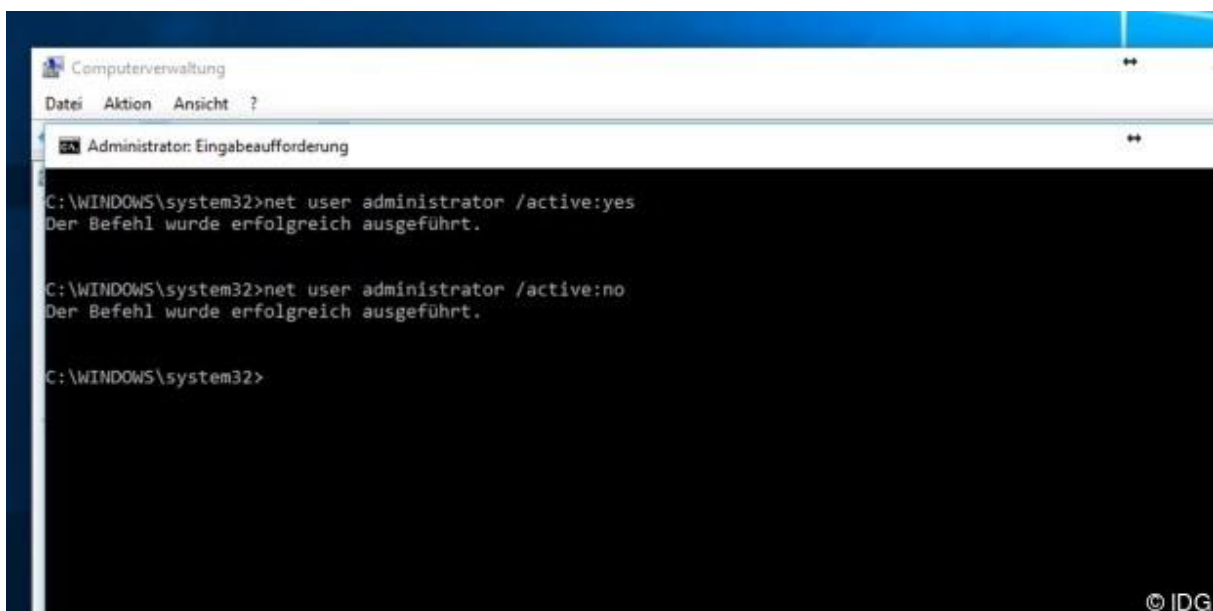 Computerverwaltung
Datei Aktion Ansicht ?
Administrator: Eingabeaufforderung
C:\WINDOWS\system32>net user administrator /active:yes
Der Befehl wurde erfolgreich ausgeführt.
C:\WINDOWS\system32>net user administrator /active:no
Der Befehl wurde erfolgreich ausgeführt.
C:\WINDOWS\system32>
© IDG